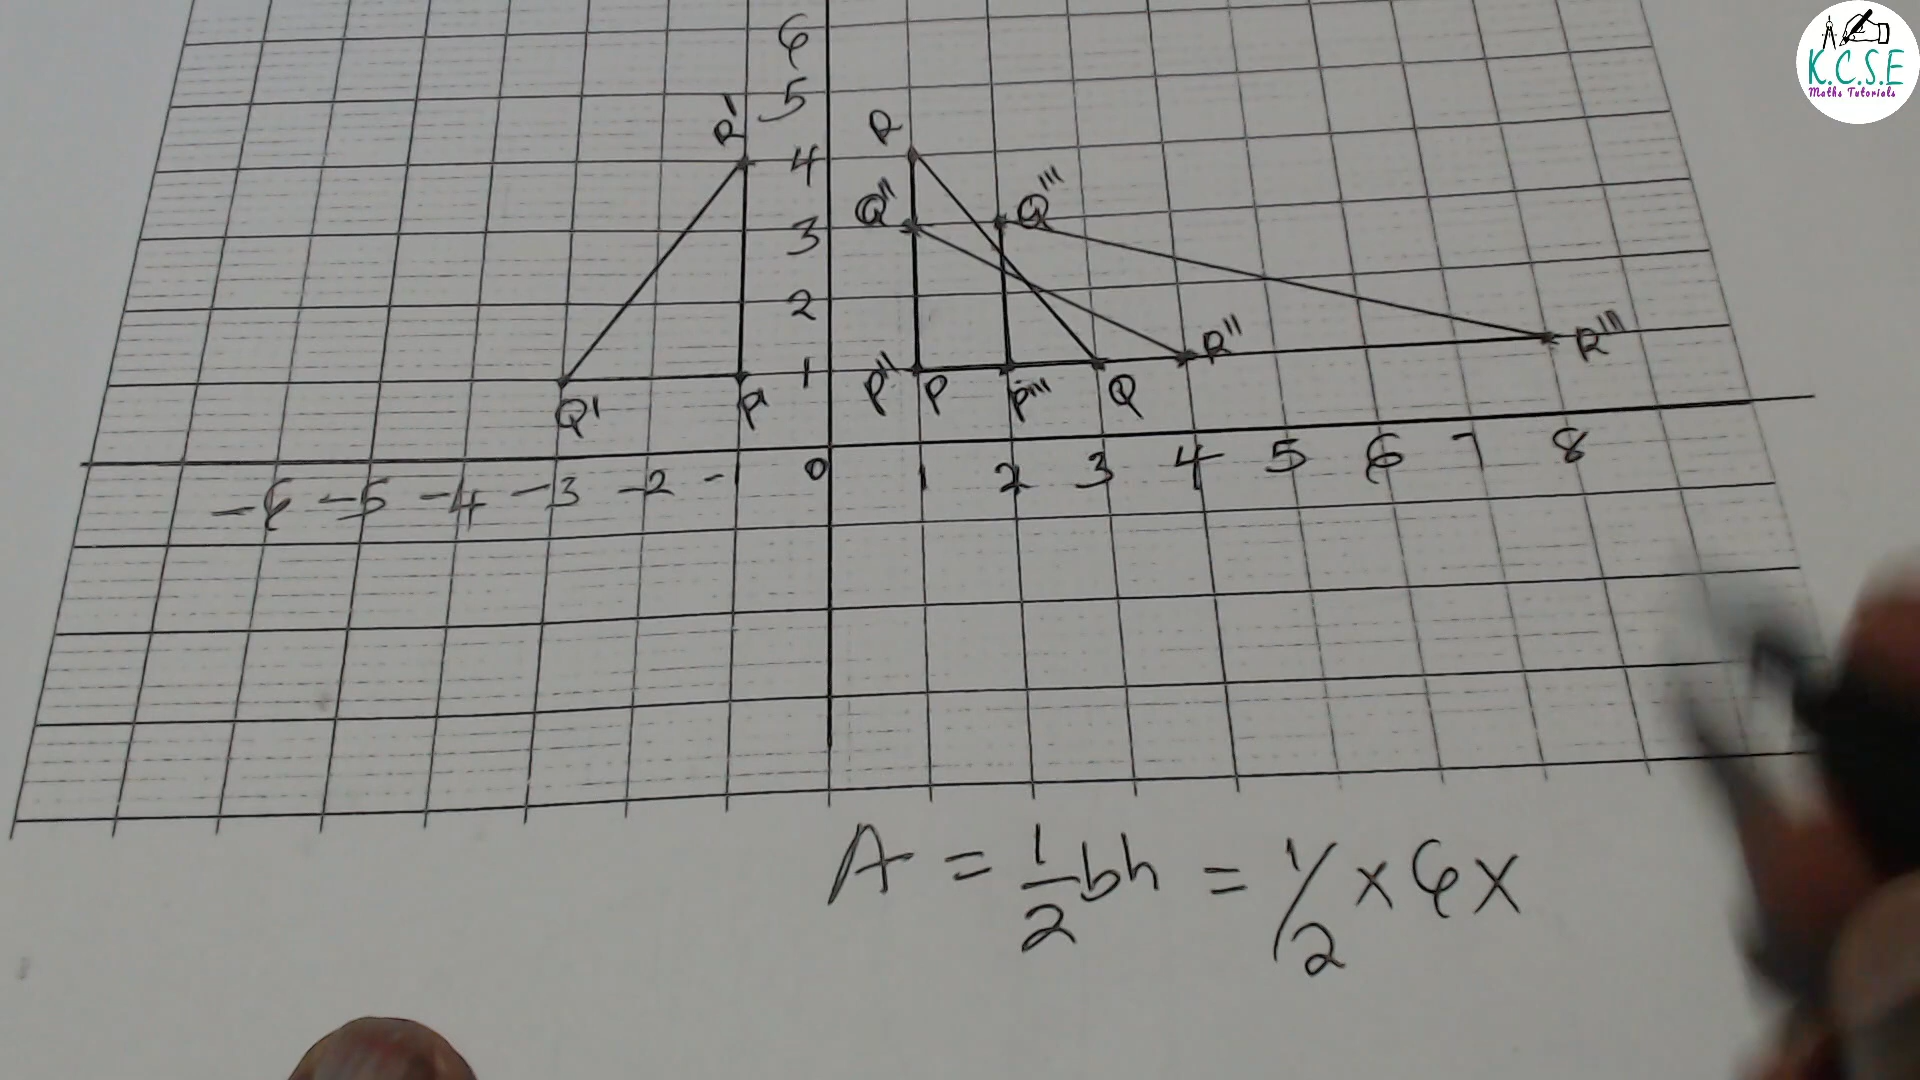 K.C.S.E
Maths Tutorials
6
5
R'
R
4
Q''
Q'''
3
2
R''
R'''
1
Q'
P'
P''
P
P'''
Q
-6 -5 -4 -3 -2 -1 0 1 2 3 4 5 6 7 8
A = 1/2 bh = 1/2 x 6 x